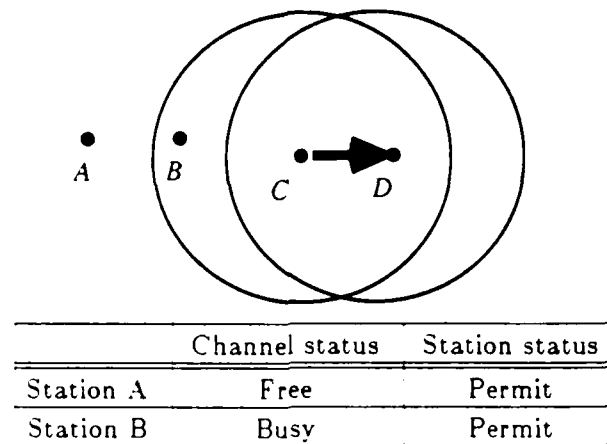 A
B
C
D
Channel status Station status
Station A Free Permit
Station B Busy Permit